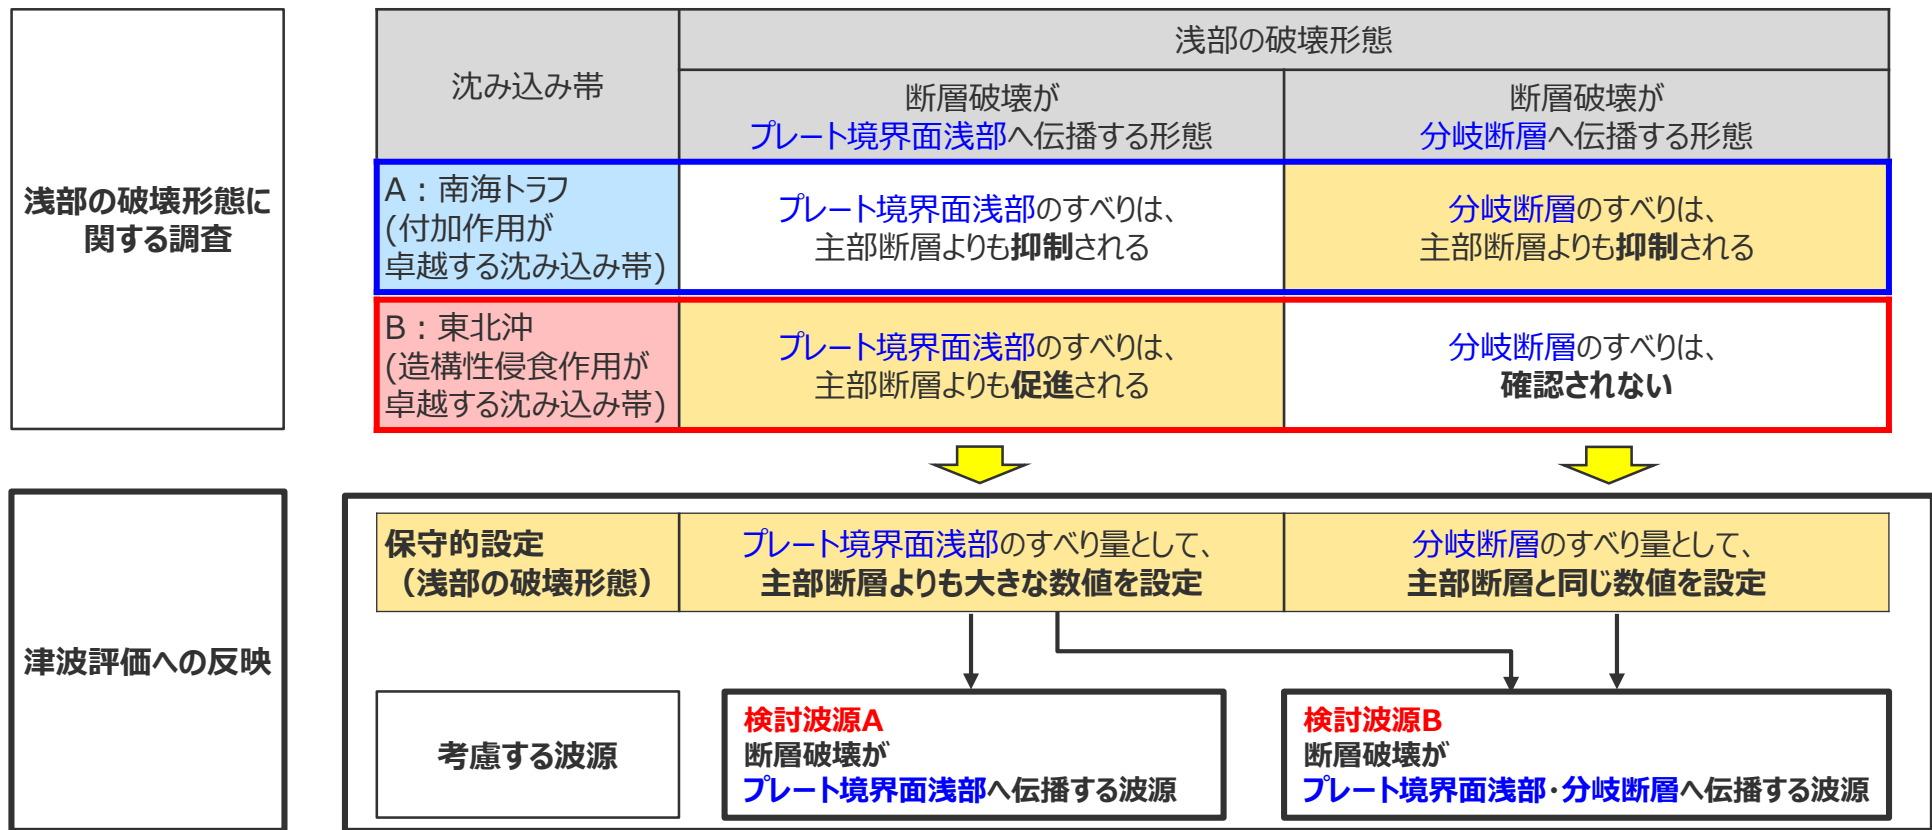 浅部の破壊形態に
関する調査
沈み込み帯
浅部の破壊形態
断層破壊が
プレート境界面浅部へ伝播する形態
断層破壊が
分岐断層へ伝播する形態
A：南海トラフ
(付加作用が
卓越する沈み込み帯)
プレート境界面浅部のすべりは、
主部断層よりも抑制される
分岐断層のすべりは、
主部断層よりも抑制される
B：東北沖
(造構性侵食作用が
卓越する沈み込み帯)
プレート境界面浅部のすべりは、
主部断層よりも促進される
分岐断層のすべりは、
確認されない
津波評価への反映
保守的設定
（浅部の破壊形態）
プレート境界面浅部のすべり量として、
主部断層よりも大きな数値を設定
分岐断層のすべり量として、
主部断層と同じ数値を設定
考慮する波源
検討波源A
断層破壊が
プレート境界面浅部へ伝播する波源
検討波源B
断層破壊が
プレート境界面浅部・分岐断層へ伝播する波源